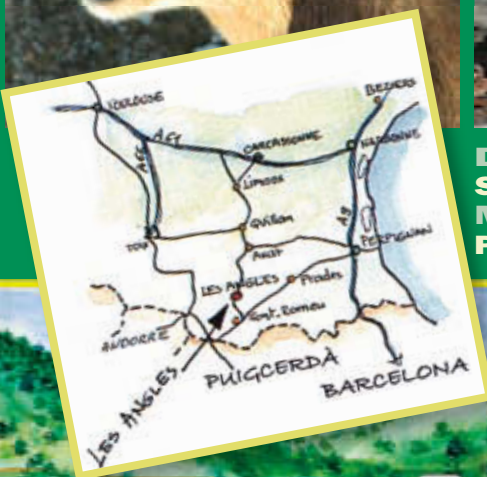 BEZIERS
TOULOUSE
A61
CARCASSONNE
NARBONNE
A66
LIMOUX
A9
Quillan
FOIX
PERPIGNAN
Axat
LES ANGLES
Prades
Font. Romeu
ANDORRE
PUIGCERDÀ
LES ANGLES
BARCELONA